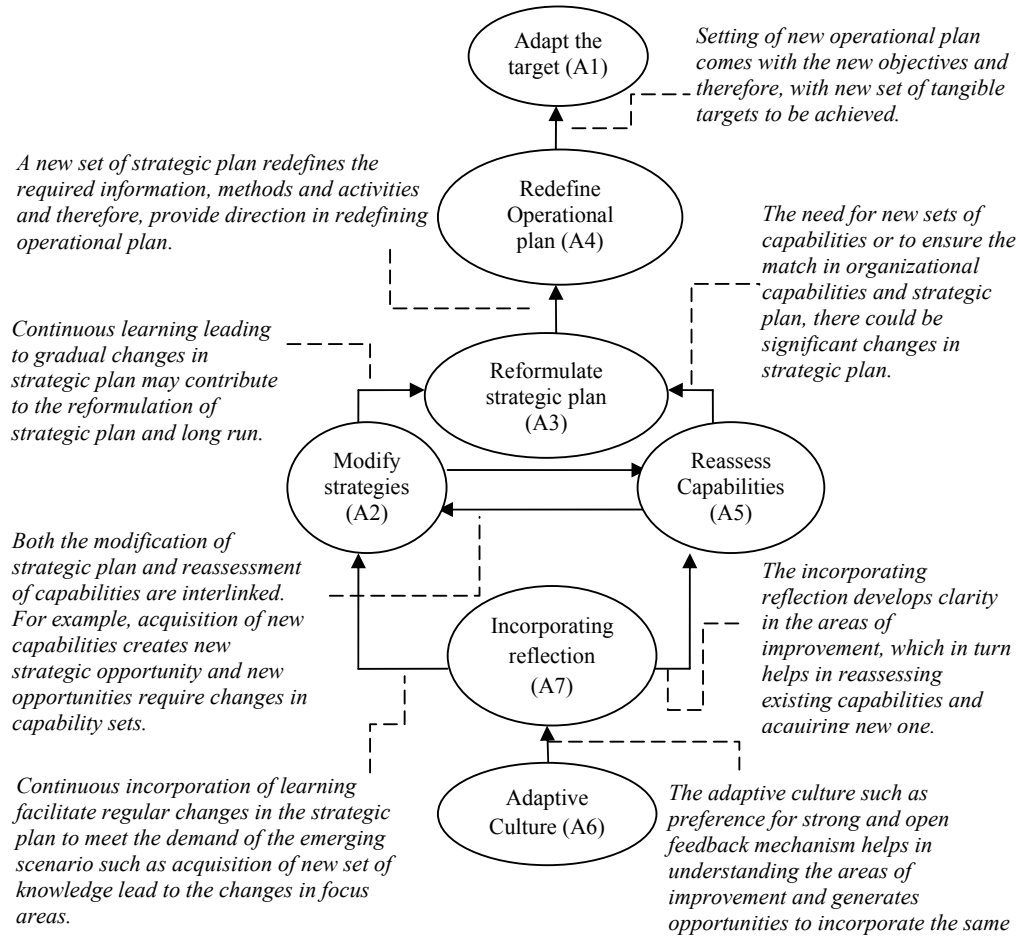 Adapt the
target (A1)
Setting of new operational plan
comes with the new objectives and
therefore, with new set of tangible
targets to be achieved.
A new set of strategic plan redefines the
required information, methods and activities
and therefore, provide direction in redefining
operational plan.
Redefine
Operational
plan (A4)
The need for new sets of
capabilities or to ensure the
match in organizational
capabilities and strategic
plan, there could be
significant changes in
strategic plan.
Continuous learning leading
to gradual changes in
strategic plan may contribute
to the reformulation of
strategic plan and long run.
Reformulate
strategic plan
(A3)
Modify
strategies
(A2)
Reassess
Capabilities
(A5)
Both the modification of
strategic plan and reassessment
of capabilities are interlinked.
For example, acquisition of new
capabilities creates new
strategic opportunity and new
opportunities require changes in
capability sets.
Incorporating
reflection
(A7)
The incorporating
reflection develops clarity
in the areas of
improvement, which in turn
helps in reassessing
existing capabilities and
acquiring new one.
Continuous incorporation of learning
facilitate regular changes in the strategic
plan to meet the demand of the emerging
scenario such as acquisition of new set of
knowledge lead to the changes in focus
areas.
Adaptive
Culture (A6)
The adaptive culture such as
preference for strong and open
feedback mechanism helps in
understanding the areas of
improvement and generates
opportunities to incorporate the same